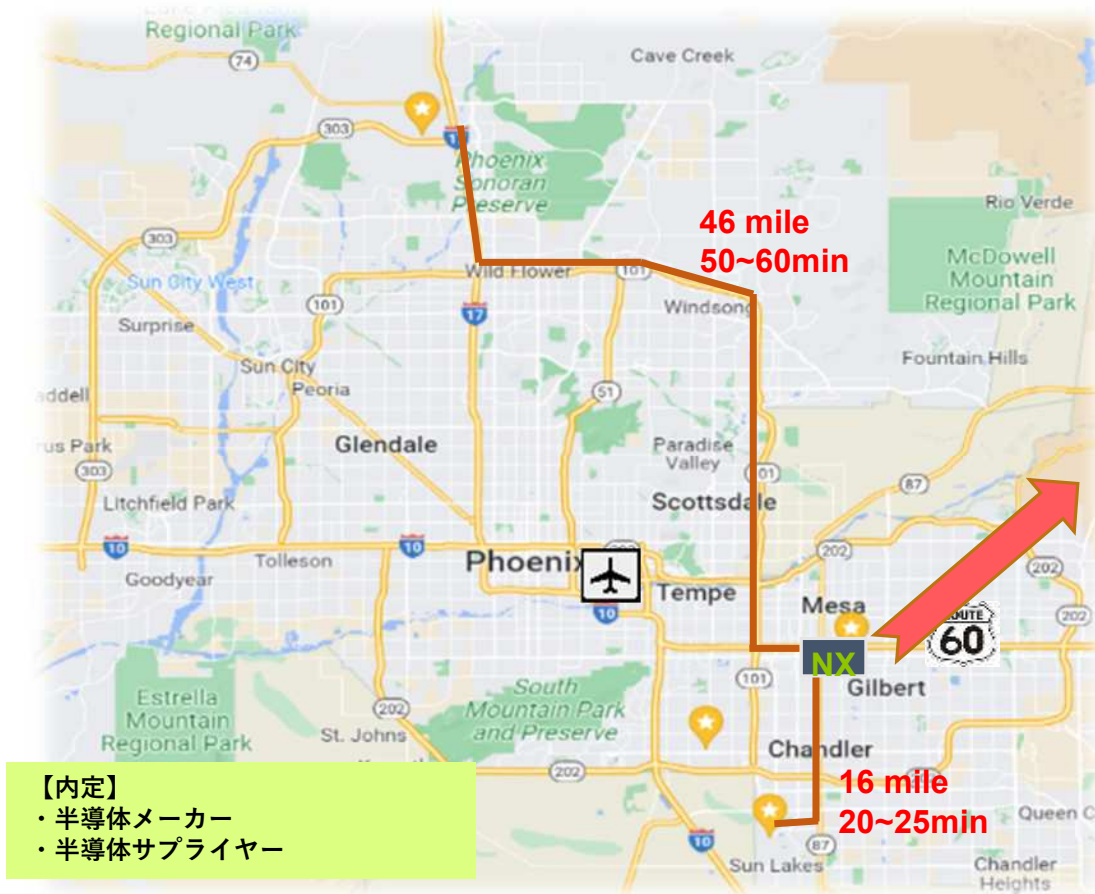 Regional Park
74
Cave Creek
303
17
Phoenix
Sonoran
Preserve
Rio Verde
46 mile
50~60min
303
McDowell
Mountain
Regional Park
Sun City West
Wild Flower
101
101
Windsong
17
Surprise
Fountain Hills
Sun City
Peoria
51
addell
Glendale
Paradise
Valley
rus Park
303
101
87
Litchfield Park
Scottsdale
10
Tolleson
10
Phoenix
202
202
202
Goodyear
Tempe
10
Mesa
202
ROUTE
60
NX
101
Gilbert
Estrella
Mountain
Regional Park
202
St. Johns
South
Mountain Park
and Preserve
Chandler
202
16 mile
20~25min
【内定】
・半導体メーカー
・半導体サプライヤー
10
87
Queen C
Sun Lakes
Chandler
Heights